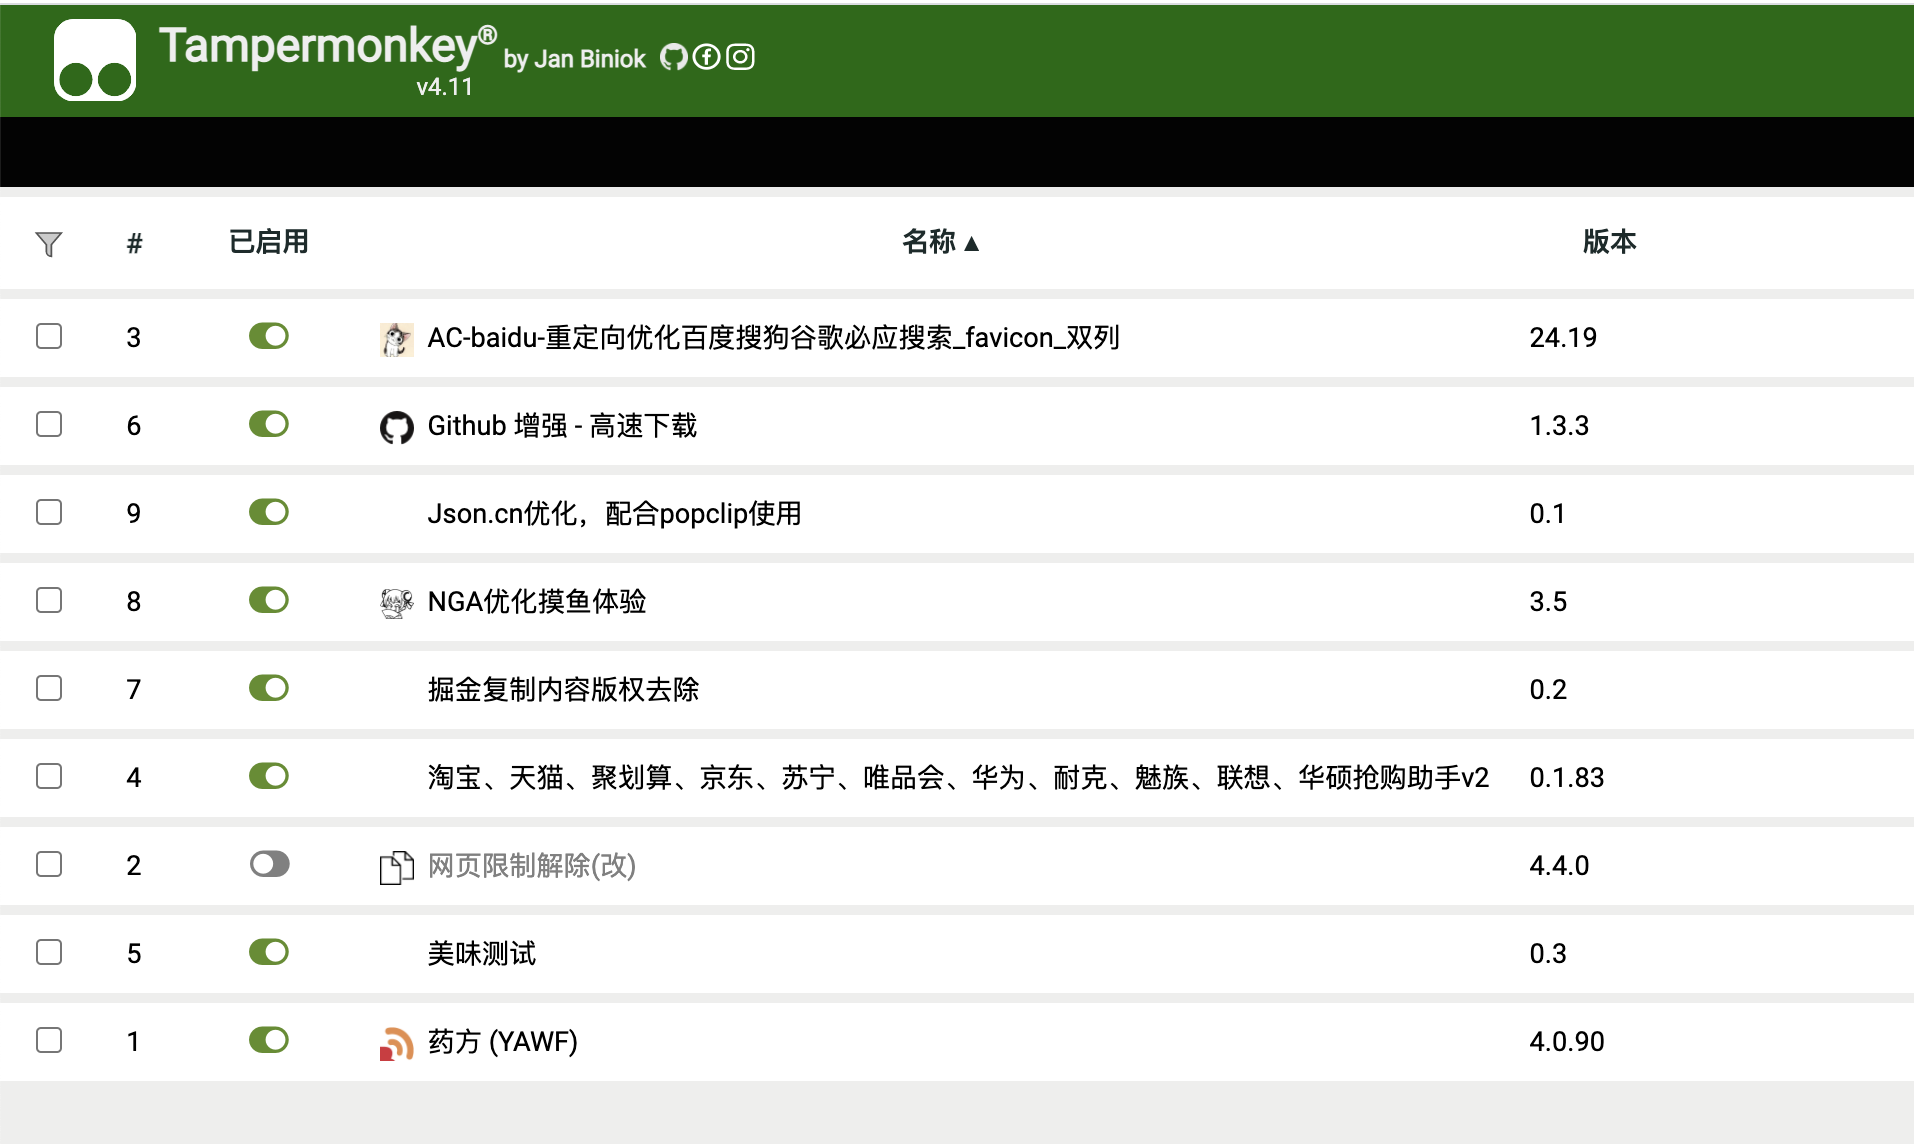 Tampermonkey® by Jan Biniok
v4.11
# 已启用 名称▲ 版本
3 AC-baidu-重定向优化百度搜狗谷歌必应搜索_favicon_双列 24.19
6 Github 增强 - 高速下载 1.3.3
9 Json.cn优化，配合popclip使用 0.1
8 NGA优化摸鱼体验 3.5
7 掘金复制内容版权去除 0.2
4 淘宝、天猫、聚划算、京东、苏宁、唯品会、华为、耐克、魅族、联想、华硕抢购助手v2 0.1.83
2 网页限制解除(改) 4.4.0
5 美味测试 0.3
1 药方 (YAWF) 4.0.90